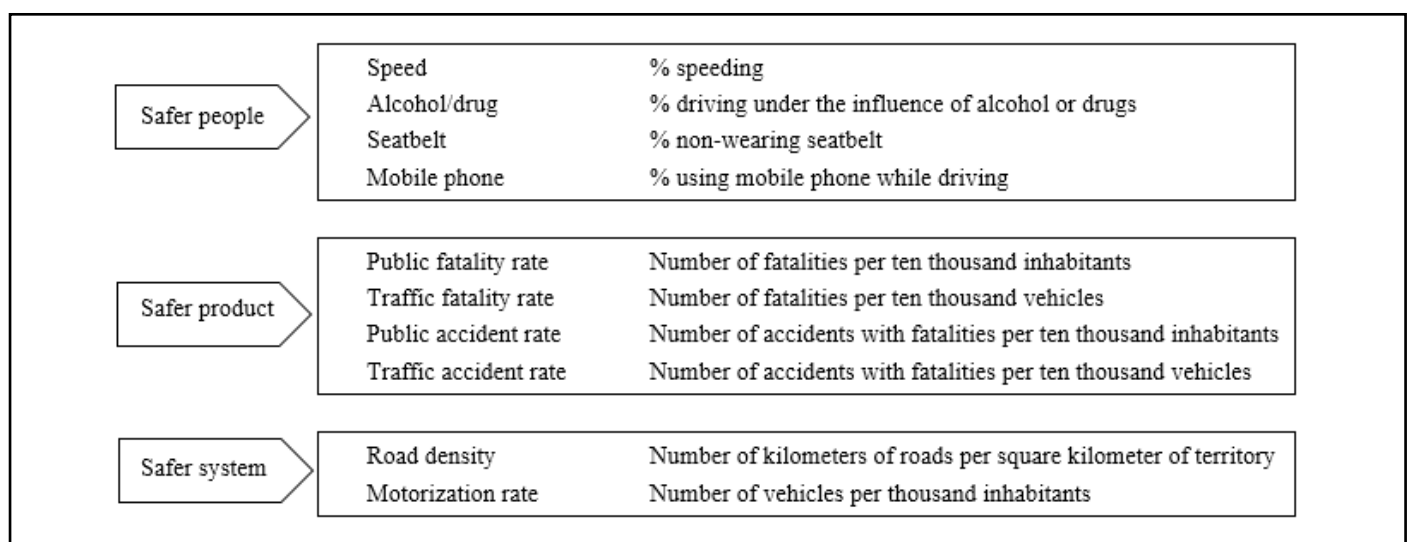 Safer people
Speed % speeding
Alcohol/drug % driving under the influence of alcohol or drugs
Seatbelt % non-wearing seatbelt
Mobile phone % using mobile phone while driving
Safer product
Public fatality rate Number of fatalities per ten thousand inhabitants
Traffic fatality rate Number of fatalities per ten thousand vehicles
Public accident rate Number of accidents with fatalities per ten thousand inhabitants
Traffic accident rate Number of accidents with fatalities per ten thousand vehicles
Safer system
Road density Number of kilometers of roads per square kilometer of territory
Motorization rate Number of vehicles per thousand inhabitants